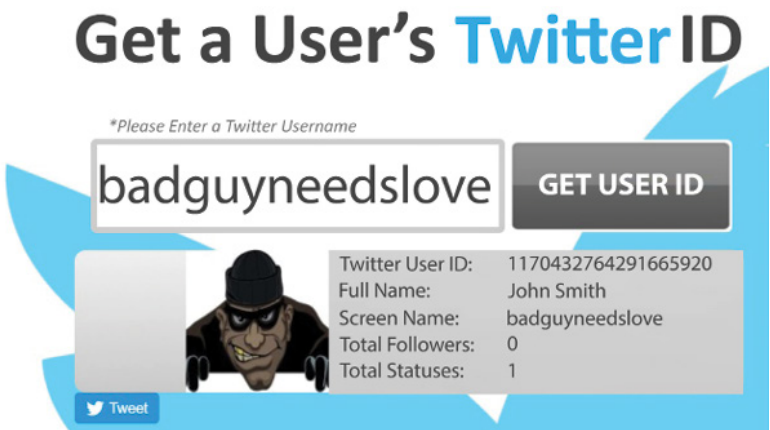 Get a User's Twitter ID
*Please Enter a Twitter Username
badguyneedslove
GET USER ID
Twitter User ID: 1170432764291665920
Full Name: John Smith
Screen Name: badguyneedslove
Total Followers: 0
Total Statuses: 1
Tweet